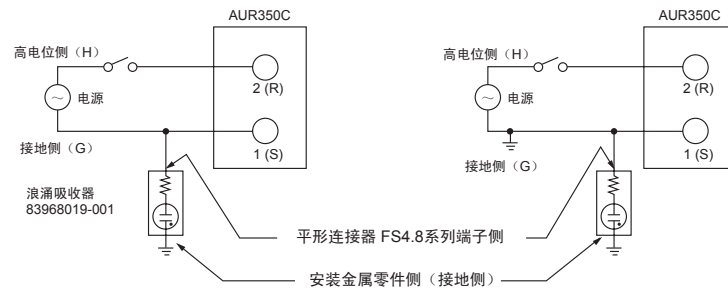 AUR350C
高电位侧（H）
2 (R)
电源
1 (S)
接地侧（G）
浪涌吸收器
83968019-001
AUR350C
高电位侧（H）
2 (R)
电源
1 (S)
接地侧（G）
平形连接器 FS4.8系列端子侧
安装金属零件侧（接地侧）